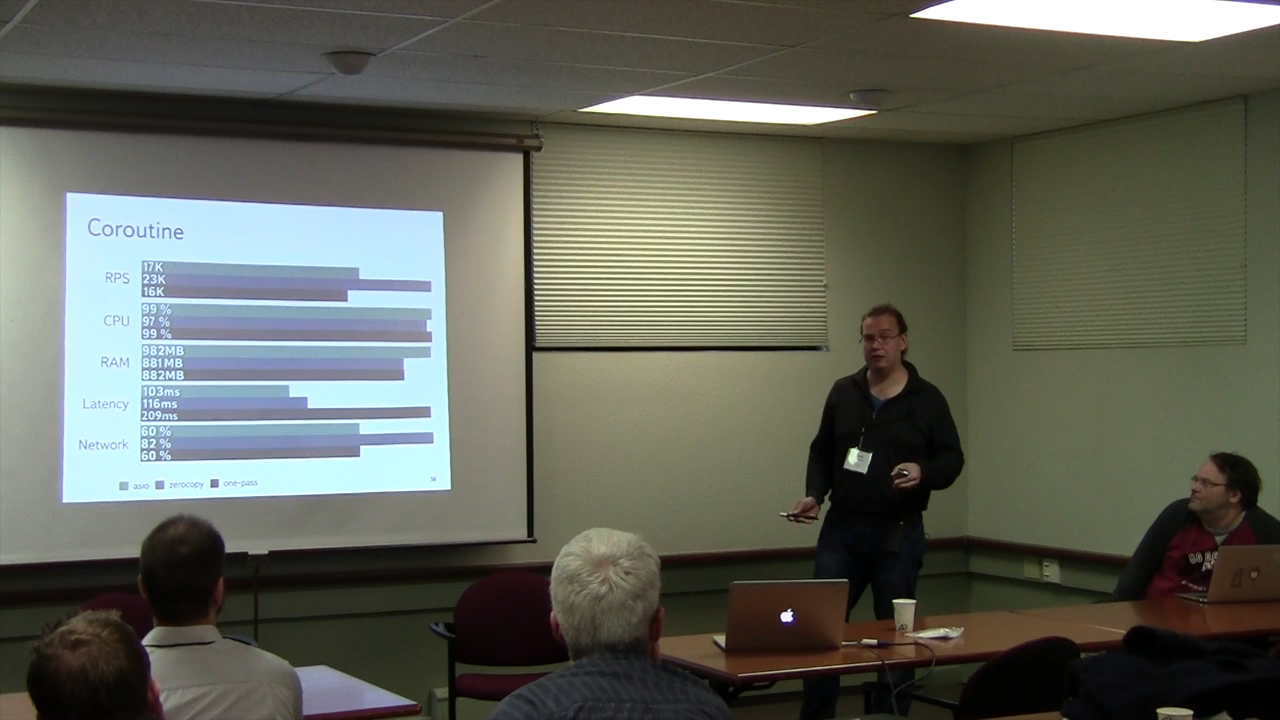 Coroutine
RPS
17K
23K
16K
CPU
99 %
97 %
99 %
RAM
982MB
881MB
882MB
Latency
103ms
116ms
209ms
Network
60 %
82 %
60 %
asio zerocopy one-pass